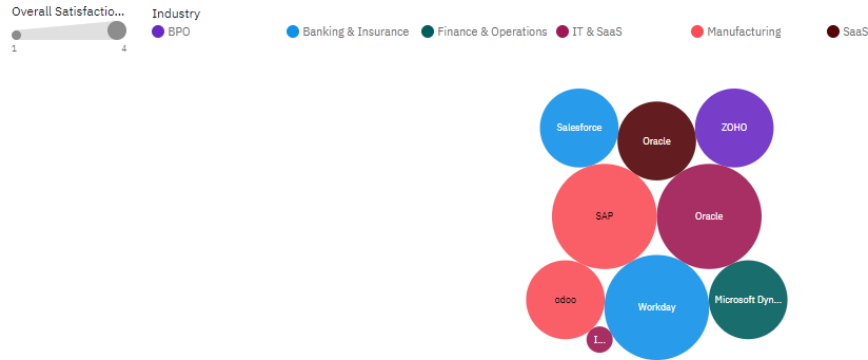 Overall Satisfactio...
1 4
Industry
BPO Banking & Insurance Finance & Operations IT & SaaS Manufacturing SaaS
Salesforce
Oracle
ZOHO
SAP
Oracle
odoo
Workday
Microsoft Dyn...
I...